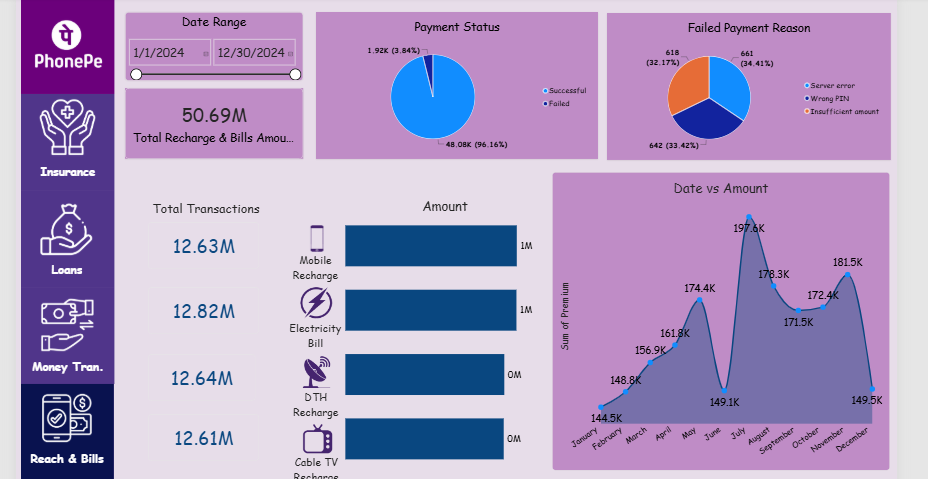 पे
PhonePe
Insurance
Loans
Money Tran.
Reach & Bills
Date Range
1/1/2024
12/30/2024
50.69M
Total Recharge & Bills Amou...
Payment Status
1.92K (3.84%)
48.08K (96.16%)
Successful
Failed
Failed Payment Reason
618
(32.17%)
661
(34.41%)
642 (33.42%)
Server error
Wrong PIN
Insufficient amount
Total Transactions
12.63M
12.82M
12.64M
12.61M
Amount
Mobile
Recharge
1M
Electricity
Bill
1M
DTH
Recharge
0M
Cable TV
Recharge
0M
Date vs Amount
Sum of Premium
144.5K
148.8K
156.9K
161.8K
174.4K
149.1K
197.6K
178.3K
171.5K
172.4K
181.5K
149.5K
January
February
March
April
May
June
July
August
September
October
November
December